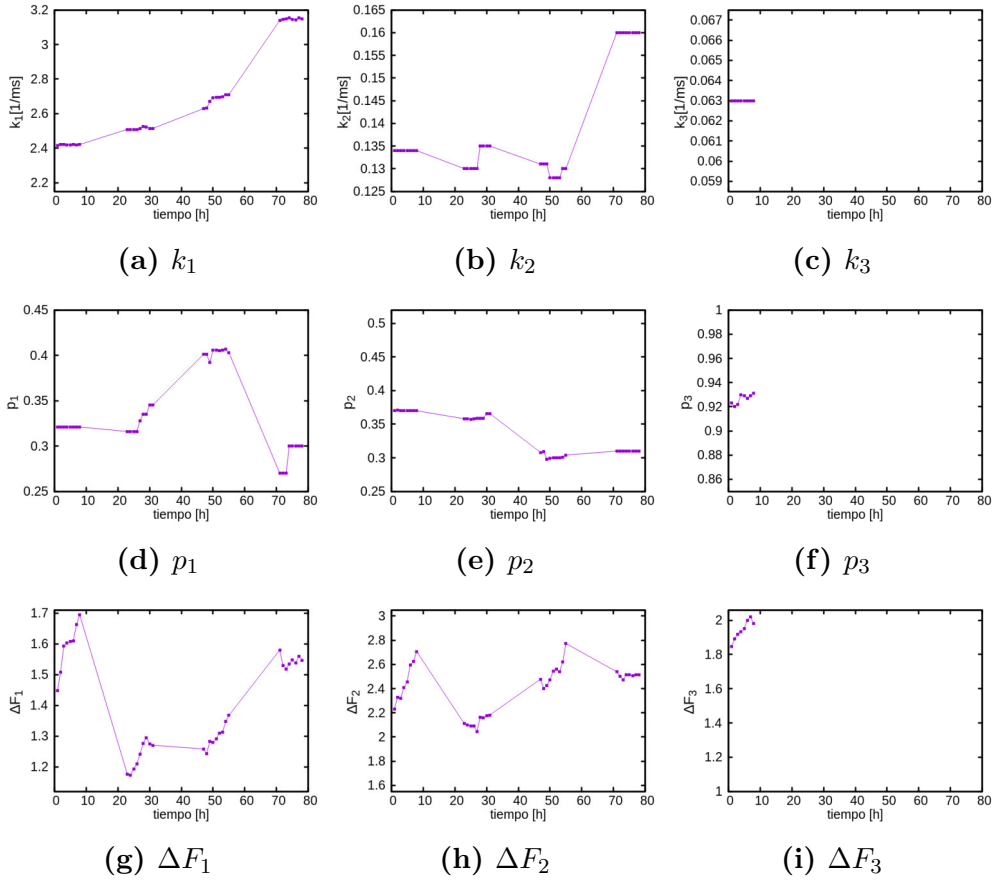 3.2
3
2.8
2.6
2.4
2.2
k1[1/ms]
0 10 20 30 40 50 60 70 80
tiempo [h]
(a) k1
0.165
0.16
0.155
0.15
0.145
0.14
0.135
0.13
0.125
k2[1/ms]
0 10 20 30 40 50 60 70 80
tiempo [h]
(b) k2
0.067
0.066
0.065
0.064
0.063
0.062
0.061
0.06
0.059
k3[1/ms]
0 10 20 30 40 50 60 70 80
tiempo [h]
(c) k3
0.45
0.4
0.35
0.3
0.25
p1
0 10 20 30 40 50 60 70 80
tiempo [h]
(d) p1
0.5
0.45
0.4
0.35
0.3
0.25
p2
0 10 20 30 40 50 60 70 80
tiempo [h]
(e) p2
1
0.98
0.96
0.94
0.92
0.9
0.88
0.86
p3
0 10 20 30 40 50 60 70 80
tiempo [h]
(f) p3
1.7
1.6
1.5
1.4
1.3
1.2
ΔF1
0 10 20 30 40 50 60 70 80
tiempo [h]
(g) ΔF1
3
2.8
2.6
2.4
2.2
2
1.8
1.6
ΔF2
0 10 20 30 40 50 60 70 80
tiempo [h]
(h) ΔF2
2
1.8
1.6
1.4
1.2
1
ΔF3
0 10 20 30 40 50 60 70 80
tiempo [h]
(i) ΔF3